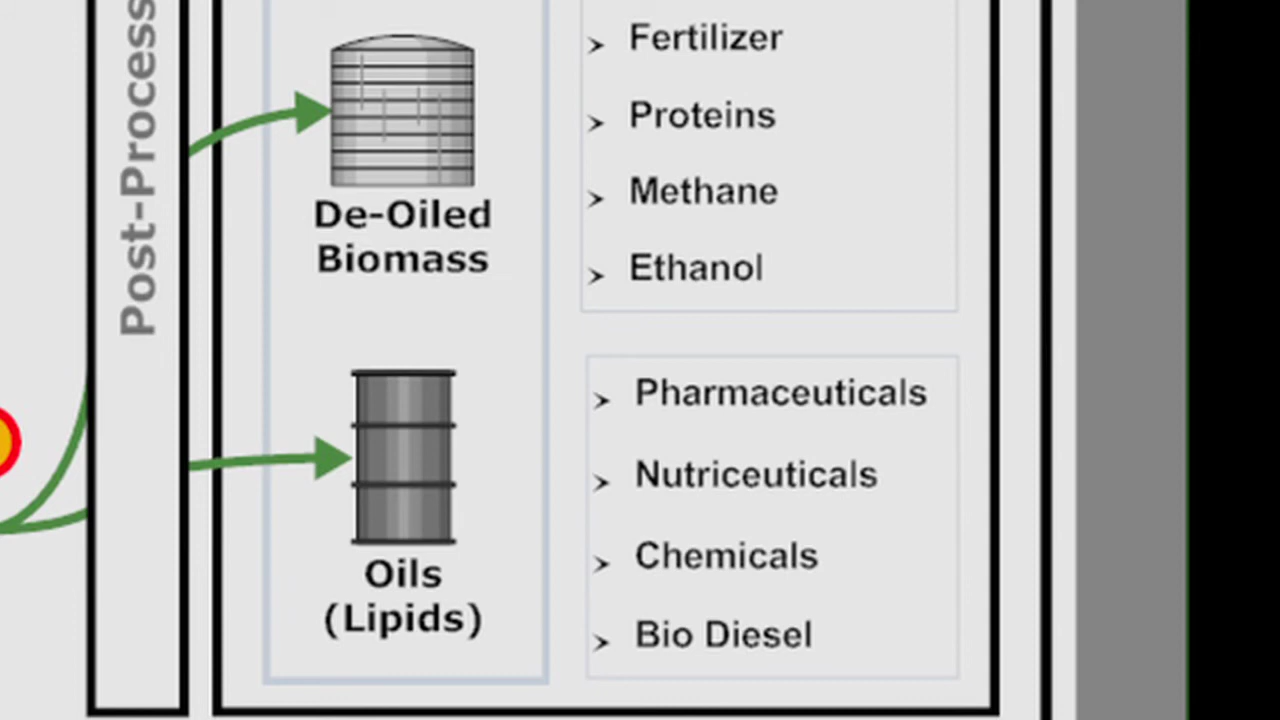 Post-Process
De-Oiled
Biomass
Fertilizer
Proteins
Methane
Ethanol
Oils
(Lipids)
Pharmaceuticals
Nutriceuticals
Chemicals
Bio Diesel